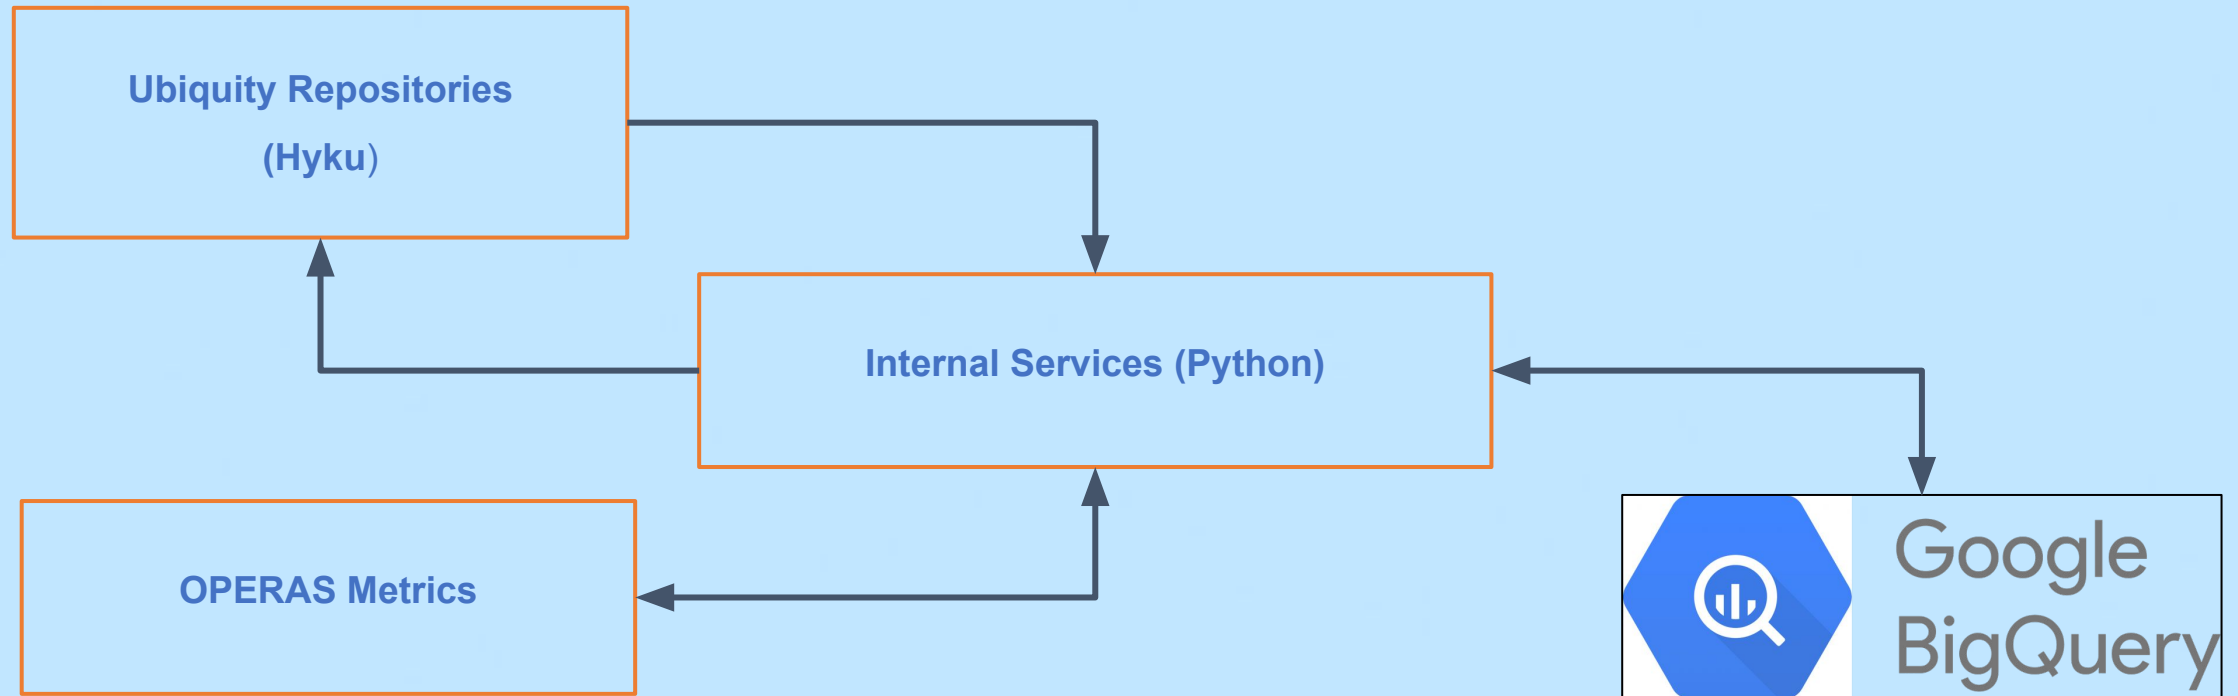 Ubiquity Repositories
(Hyku)
Internal Services (Python)
OPERAS Metrics
Google
BigQuery